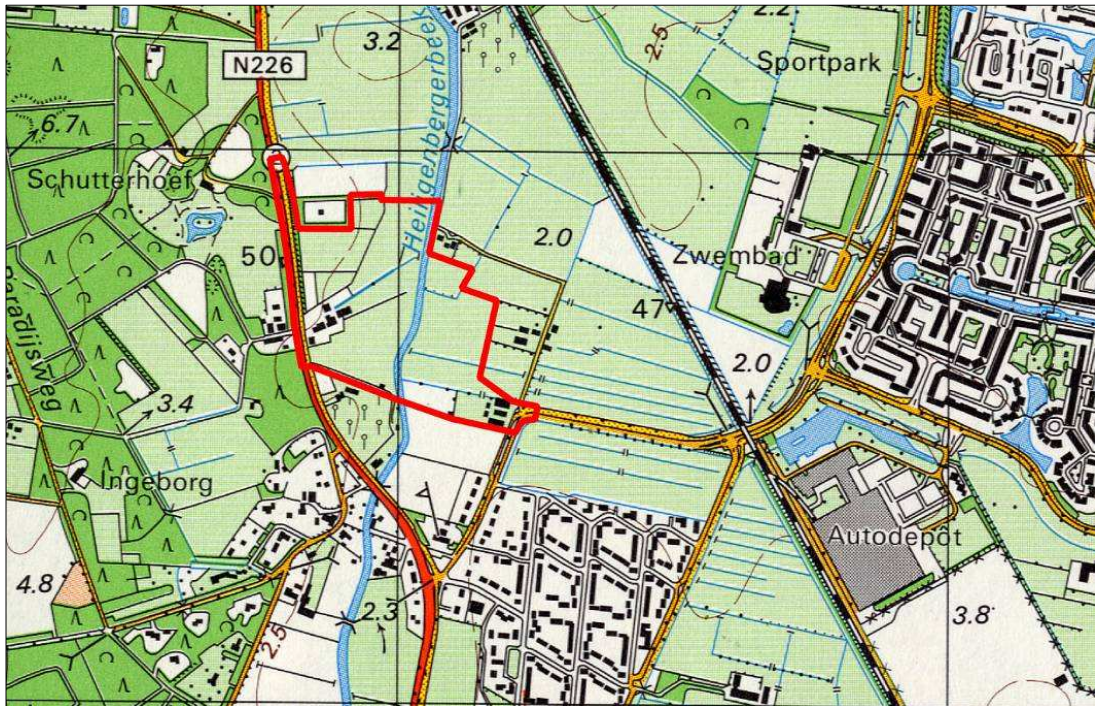 3.2
2.2
2.5
N226
Sportpark
Heiligenbergerbeek
6.7
Schutterhoef
2.0
50
Zwembad
47
Paradijsweg
2.0
3.4
Ingeborg
Autodepôt
4.8
2.3
3.8
2.5